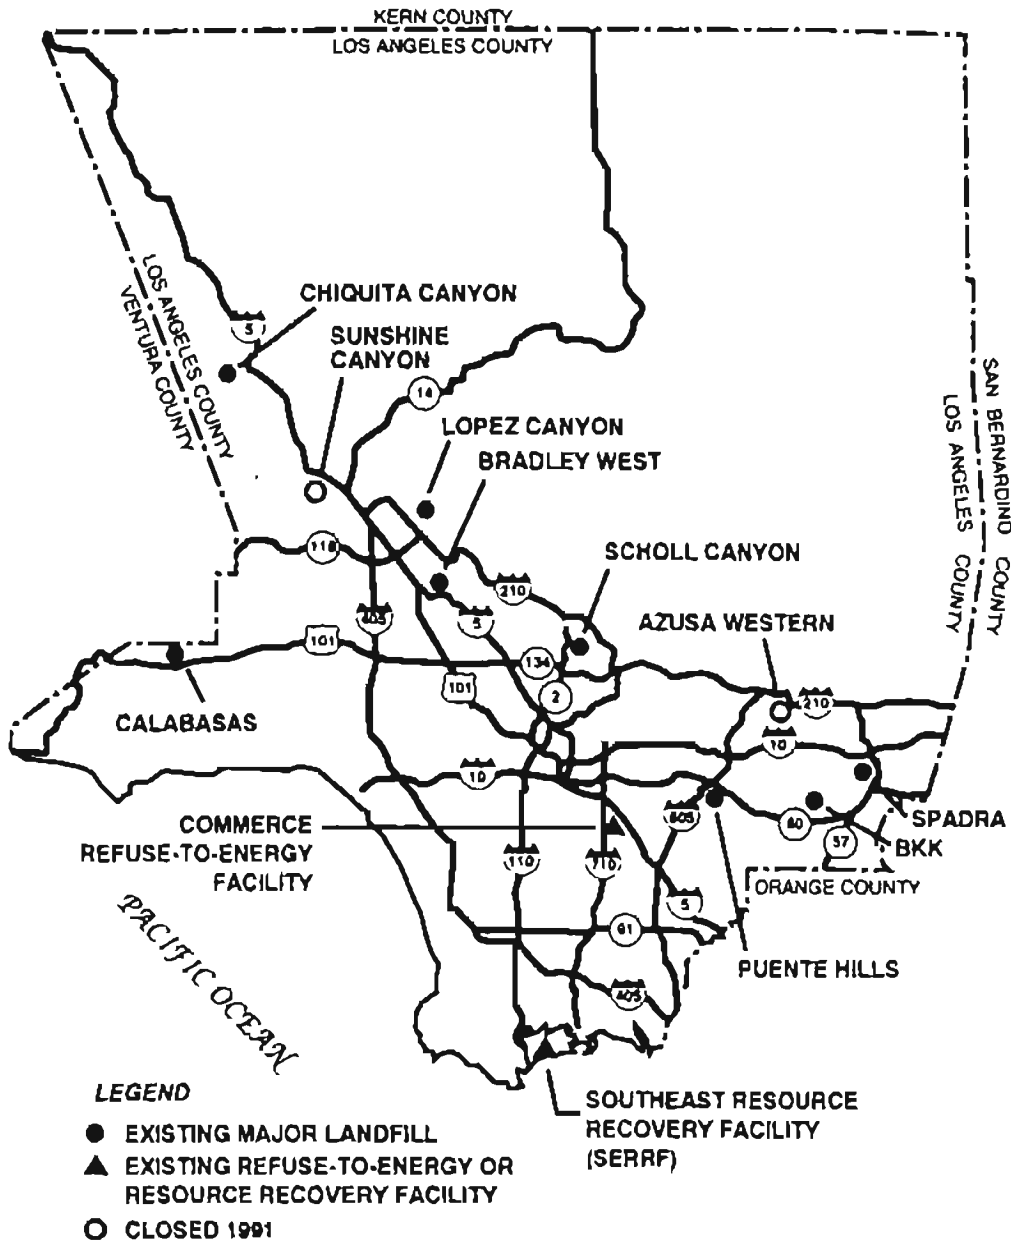 KERN COUNTY
LOS ANGELES COUNTY
LOS ANGELES COUNTY
VENTURA COUNTY
CHIQUITA CANYON
5
SUNSHINE
CANYON
14
LOPEZ CANYON
BRADLEY WEST
SAN BERNARDINO COUNTY
LOS ANGELES COUNTY
118
SCHOLL CANYON
210
405
5
AZUSA WESTERN
101
134
101
2
CALABASAS
210
10
10
COMMERCE
REFUSE-TO-ENERGY
FACILITY
110
710
605
60
57
SPADRA
BKK
ORANGE COUNTY
5
91
PUENTE HILLS
405
PACIFIC OCEAN
LEGEND
EXISTING MAJOR LANDFILL
EXISTING REFUSE-TO-ENERGY OR
RESOURCE RECOVERY FACILITY
CLOSED 1991
SOUTHEAST RESOURCE
RECOVERY FACILITY
(SERRF)